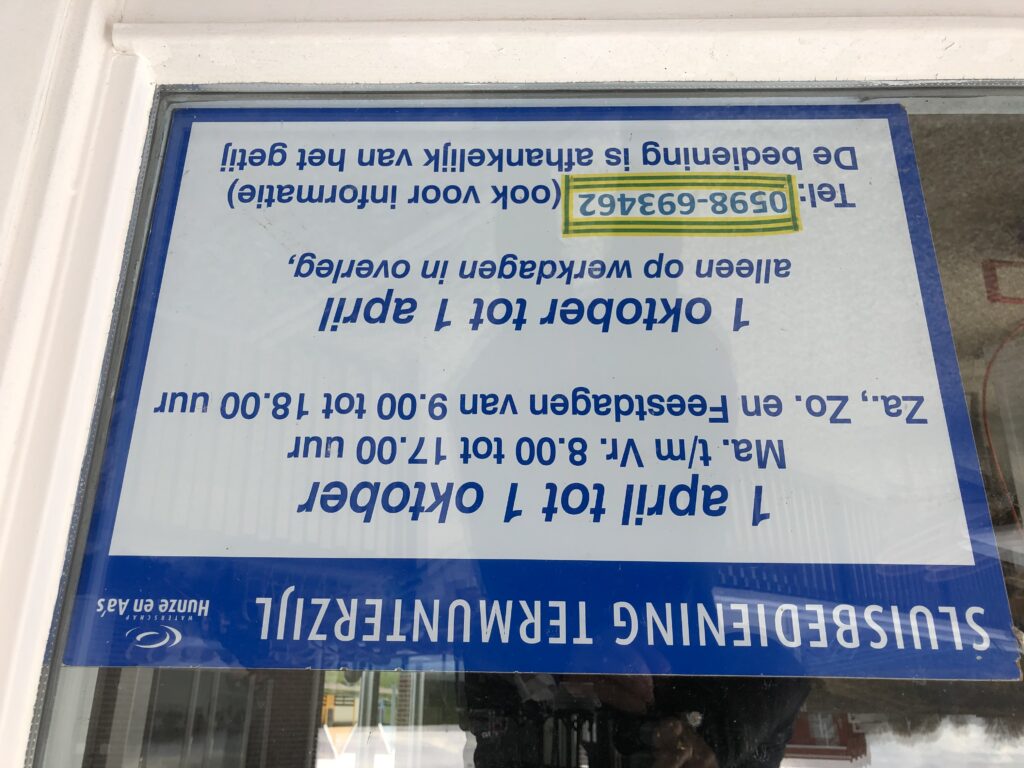 SLUISBEDIENING TERMUNTERZIJL
WATERSCHAP
Hunze en Aa's
1 april tot 1 oktober
Ma. t/m Vr. 8.00 tot 17.00 uur
Za., Zo. en Feestdagen van 9.00 tot 18.00 uur
1 oktober tot 1 april
alleen op werkdagen in overleg,
Tel: 0598-693462 (ook voor informatie)
De bediening is afhankelijk van het getij